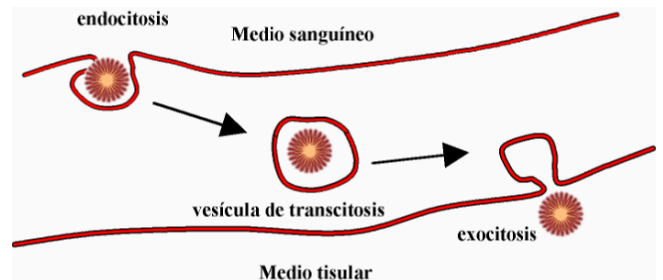 endocitosis
Medio sanguíneo
vesícula de transcitosis
exocitosis
Medio tisular